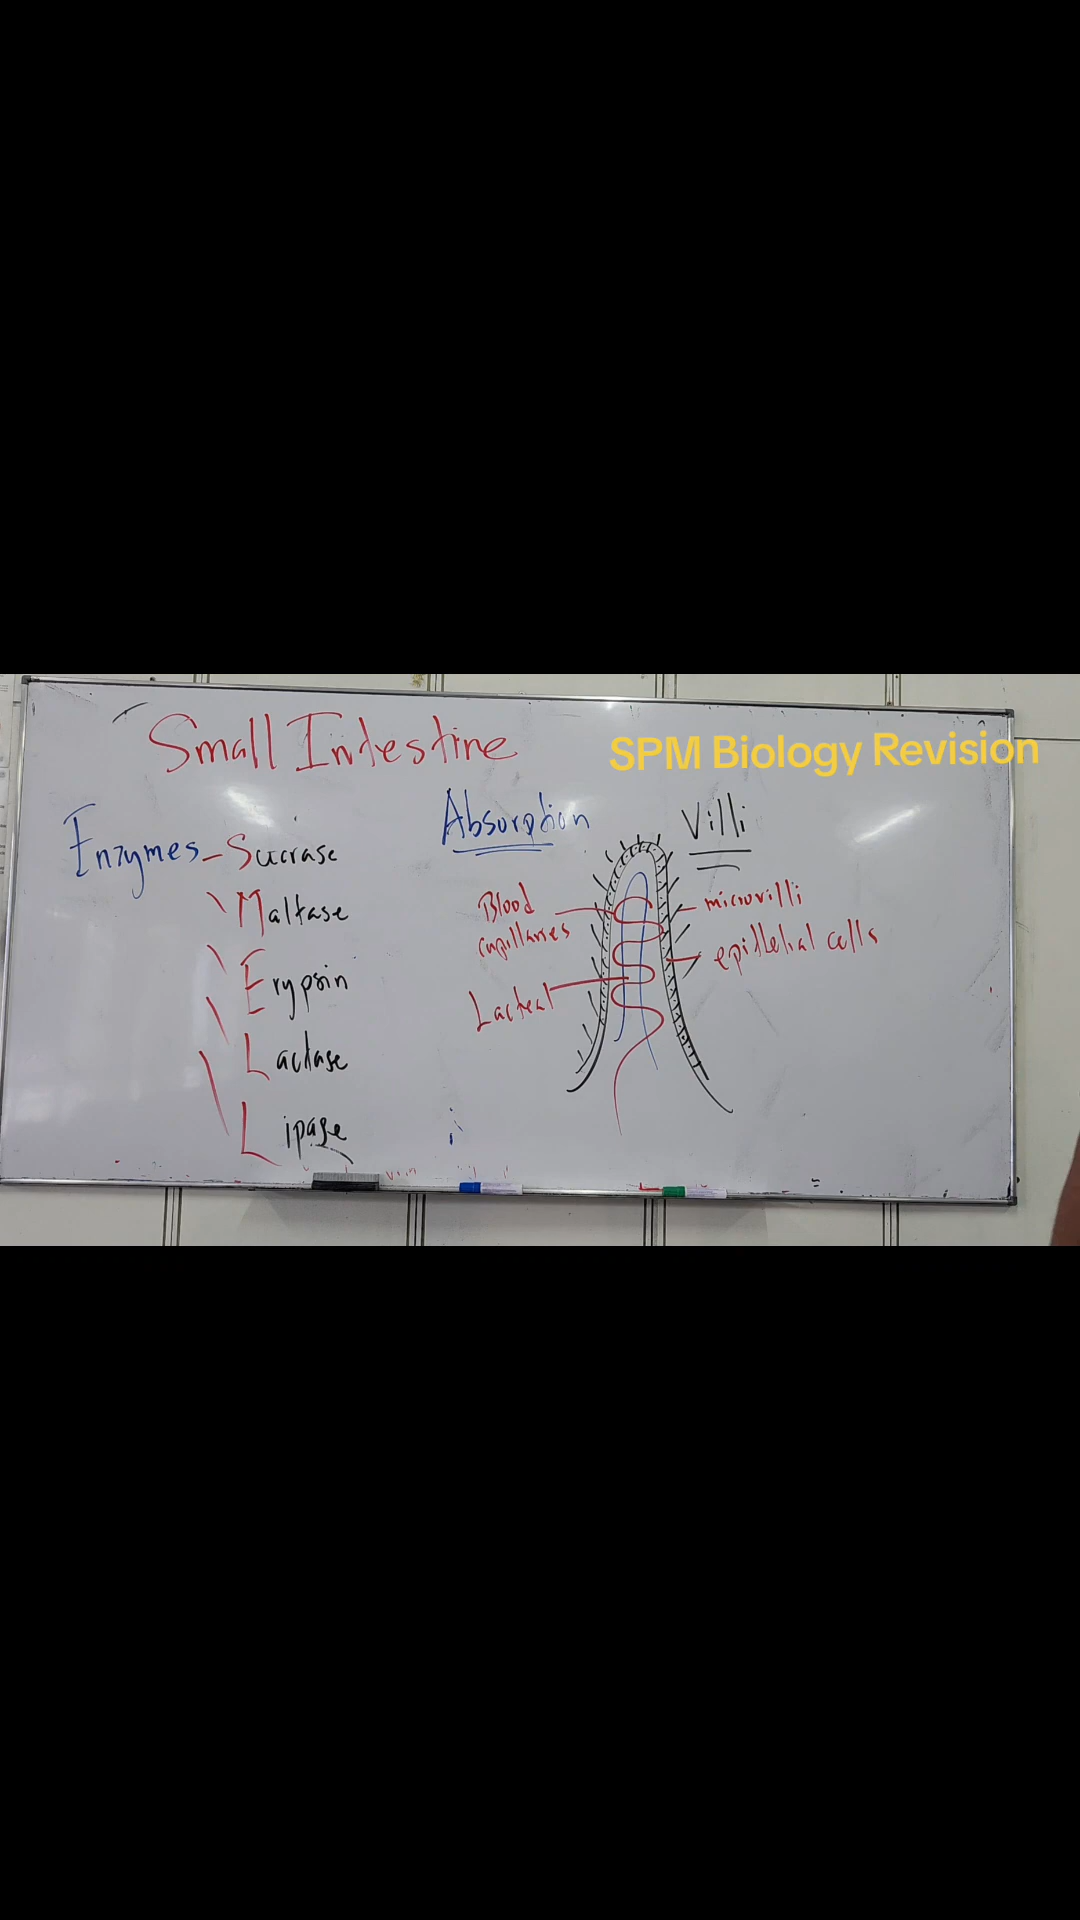 Small Intestine
SPM Biology Revision
Enzymes - Sucrase
Maltase
Erypsin
Lactase
Lipase
Absorption
Villi
Blood
capillaries
Lacteal
microvilli
epithelial cells